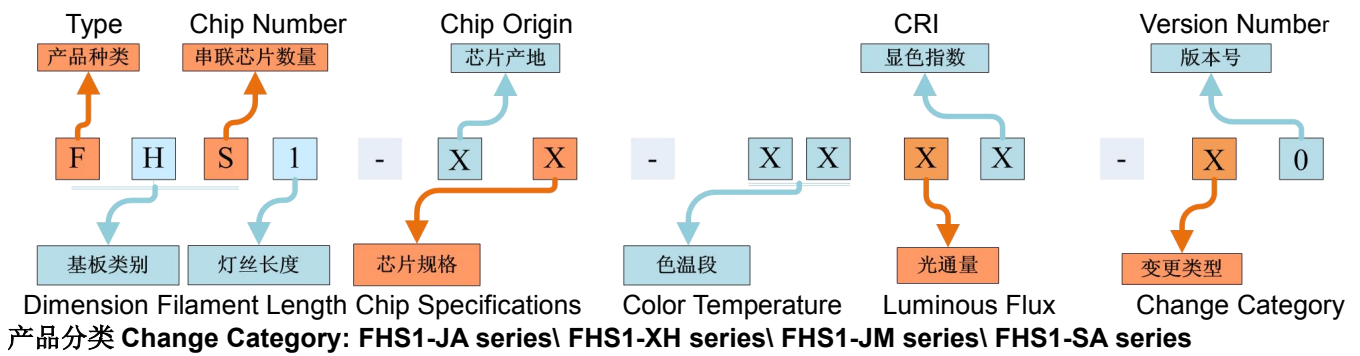 Type Chip Number Chip Origin CRI Version Number
产品种类 串联芯片数量 芯片产地 显色指数 版本号
F H S 1 - X X - X X X X - X 0
基板类别 灯丝长度 芯片规格 色温段 光通量 变更类型
Dimension Filament Length Chip Specifications Color Temperature Luminous Flux Change Category
产品分类 Change Category: FHS1-JA series\ FHS1-XH series\ FHS1-JM series\ FHS1-SA series